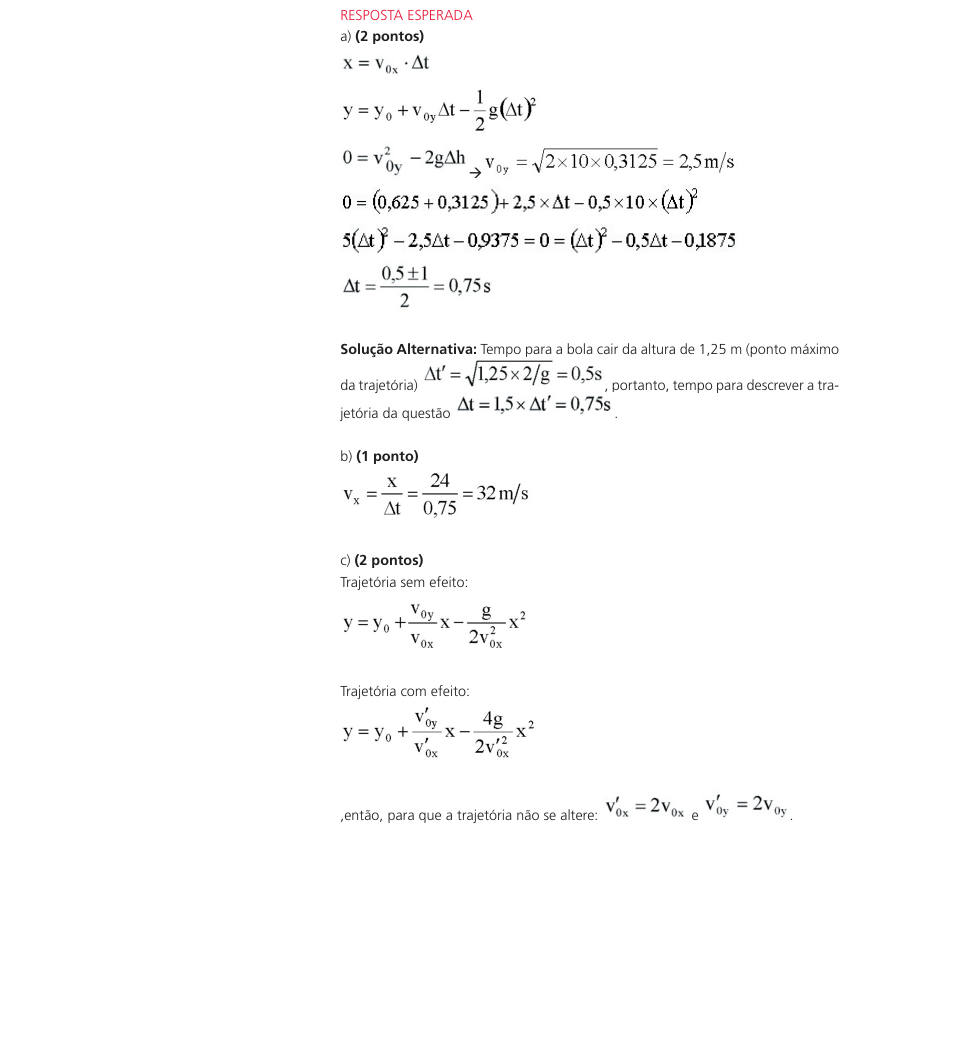 RESPOSTA ESPERADA
a) (2 pontos)
x = v₀ₓ · Δt
y = y₀ + v₀yΔt − 1/2 g(Δt)²
0 = v²₀y − 2gΔh → v₀y = √(2×10×0,3125) = 2,5 m/s
0 = (0,625 + 0,3125) + 2,5 × Δt − 0,5×10×(Δt)²
5(Δt)² − 2,5Δt − 0,9375 = 0 = (Δt)² − 0,5Δt − 0,1875
Δt = (0,5 ± 1)/2 = 0,75 s
Solução Alternativa: Tempo para a bola cair da altura de 1,25 m (ponto máximo
da trajetória) Δt′ = √(1,25×2/g) = 0,5s, portanto, tempo para descrever a tra-
jetória da questão Δt = 1,5 × Δt′ = 0,75s.
b) (1 ponto)
vₓ = x/Δt = 24/0,75 = 32 m/s
c) (2 pontos)
Trajetória sem efeito:
y = y₀ + (v₀y/v₀ₓ) x − (g/2v²₀ₓ) x²
Trajetória com efeito:
y = y₀ + (v′₀y/v′₀ₓ) x − (4g/2v′²₀ₓ) x²
,então, para que a trajetória não se altere: v′₀ₓ = 2v₀ₓ e v′₀y = 2v₀y.